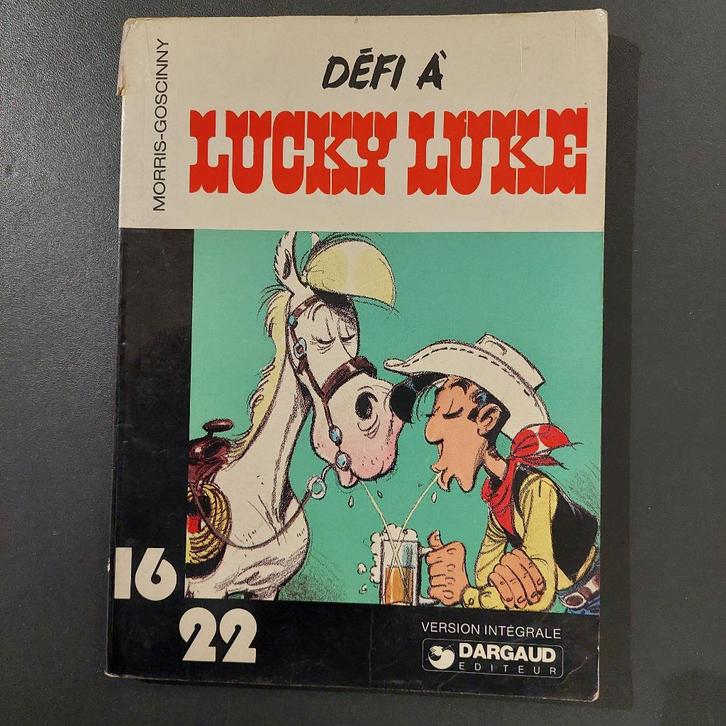 MORRIS-GOSCINNY
DÉFI À
LUCKY LUKE
16
22
VERSION INTÉGRALE
DARGAUD
EDITEUR